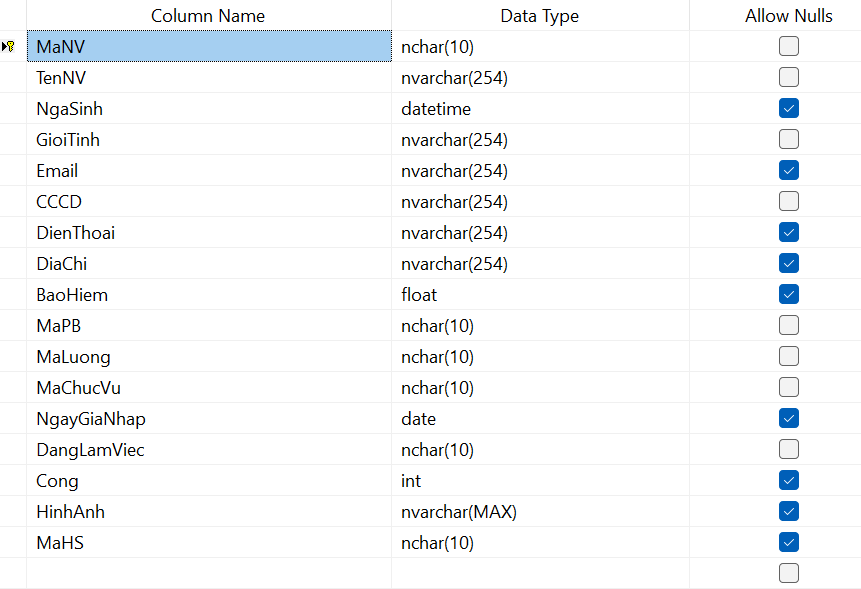 Column Name Data Type Allow Nulls
MaNV nchar(10)
TenNV nvarchar(254)
NgaSinh datetime
GioiTinh nvarchar(254)
Email nvarchar(254)
CCCD nvarchar(254)
DienThoai nvarchar(254)
DiaChi nvarchar(254)
BaoHiem float
MaPB nchar(10)
MaLuong nchar(10)
MaChucVu nchar(10)
NgayGiaNhap date
DangLamViec nchar(10)
Cong int
HinhAnh nvarchar(MAX)
MaHS nchar(10)